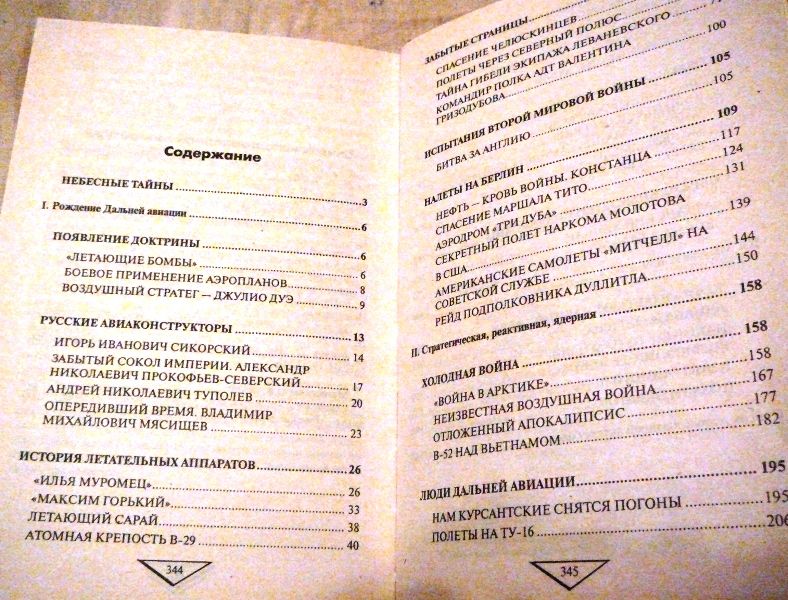 Содержание
НЕБЕСНЫЕ ТАЙНЫ 3
I. Рождение Дальней авиации 6
ПОЯВЛЕНИЕ ДОКТРИНЫ 6
«ЛЕТАЮЩИЕ БОМБЫ» 6
БОЕВОЕ ПРИМЕНЕНИЕ АЭРОПЛАНОВ 8
ВОЗДУШНЫЙ СТРАТЕГ — ДЖУЛИО ДУЭ 9
РУССКИЕ АВИАКОНСТРУКТОРЫ 13
ИГОРЬ ИВАНОВИЧ СИКОРСКИЙ 14
ЗАБЫТЫЙ СОКОЛ ИМПЕРИИ. АЛЕКСАНДР
НИКОЛАЕВИЧ ПРОКОФЬЕВ-СЕВЕРСКИЙ 17
АНДРЕЙ НИКОЛАЕВИЧ ТУПОЛЕВ 20
ОПЕРЕДИВШИЙ ВРЕМЯ. ВЛАДИМИР
МИХАЙЛОВИЧ МЯСИЩЕВ 23
ИСТОРИЯ ЛЕТАТЕЛЬНЫХ АППАРАТОВ 26
«ИЛЬЯ МУРОМЕЦ» 26
«МАКСИМ ГОРЬКИЙ» 33
ЛЕТАЮЩИЙ САРАЙ 38
АТОМНАЯ КРЕПОСТЬ В-29 40
344
ЗАБЫТЫЕ СТРАНИЦЫ
СПАСЕНИЕ ЧЕЛЮСКИНЦЕВ
ПОЛЕТЫ ЧЕРЕЗ СЕВЕРНЫЙ ПОЛЮС
ТАЙНА ГИБЕЛИ ЭКИПАЖА ЛЕВАНЕВСКОГО
КОМАНДИР ПОЛКА АДТ ВАЛЕНТИНА
ГРИЗОДУБОВА 100
ИСПЫТАНИЯ ВТОРОЙ МИРОВОЙ ВОЙНЫ 105
БИТВА ЗА АНГЛИЮ 105
НАЛЕТЫ НА БЕРЛИН 109
НЕФТЬ — КРОВЬ ВОЙНЫ. КОНСТАНЦА 117
СПАСЕНИЕ МАРШАЛА ТИТО 124
АЭРОДРОМ «ТРИ ДУБА» 131
СЕКРЕТНЫЙ ПОЛЕТ НАРКОМА МОЛОТОВА
В США 139
АМЕРИКАНСКИЕ САМОЛЕТЫ «МИТЧЕЛЛ» НА
СОВЕТСКОЙ СЛУЖБЕ 144
РЕЙД ПОДПОЛКОВНИКА ДУЛЛИТЛА 150
II. Стратегическая, реактивная, ядерная 158
ХОЛОДНАЯ ВОЙНА 158
«ВОЙНА В АРКТИКЕ» 158
НЕИЗВЕСТНАЯ ВОЗДУШНАЯ ВОЙНА 167
ОТЛОЖЕННЫЙ АПОКАЛИПСИС 177
В-52 НАД ВЬЕТНАМОМ 182
ЛЮДИ ДАЛЬНЕЙ АВИАЦИИ 195
НАМ КУРСАНТСКИЕ СНЯТСЯ ПОГОНЫ 195
ПОЛЕТЫ НА ТУ-16 206
345